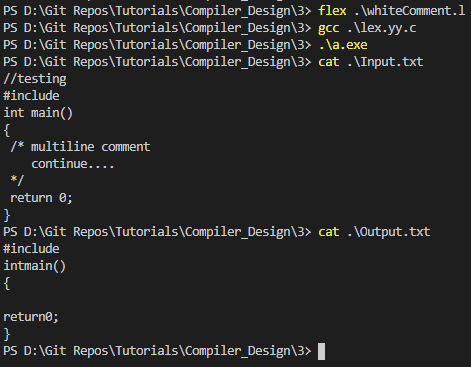 PS D:\Git Repos\Tutorials\Compiler_Design\3> flex .\whiteComment.l
PS D:\Git Repos\Tutorials\Compiler_Design\3> gcc .\lex.yy.c
PS D:\Git Repos\Tutorials\Compiler_Design\3> .\a.exe
PS D:\Git Repos\Tutorials\Compiler_Design\3> cat .\Input.txt
//testing
#include
int main()
{
 /* multiline comment
    continue....
 */
 return 0;
}
PS D:\Git Repos\Tutorials\Compiler_Design\3> cat .\Output.txt
#include
intmain()
{

return0;
}
PS D:\Git Repos\Tutorials\Compiler_Design\3>